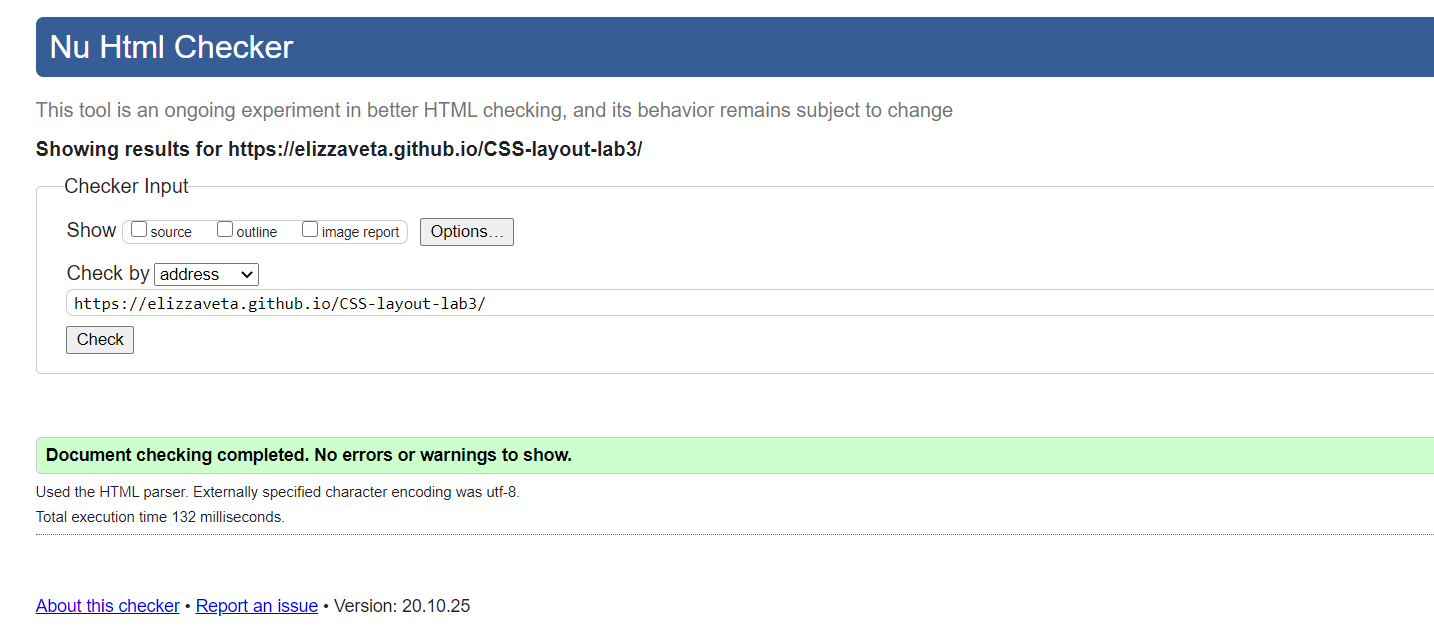 Nu Html Checker
This tool is an ongoing experiment in better HTML checking, and its behavior remains subject to change
Showing results for https://elizzaveta.github.io/CSS-layout-lab3/
Checker Input
Show source outline image report Options...
Check by address
https://elizzaveta.github.io/CSS-layout-lab3/
Check
Document checking completed. No errors or warnings to show.
Used the HTML parser. Externally specified character encoding was utf-8.
Total execution time 132 milliseconds.
About this checker • Report an issue • Version: 20.10.25